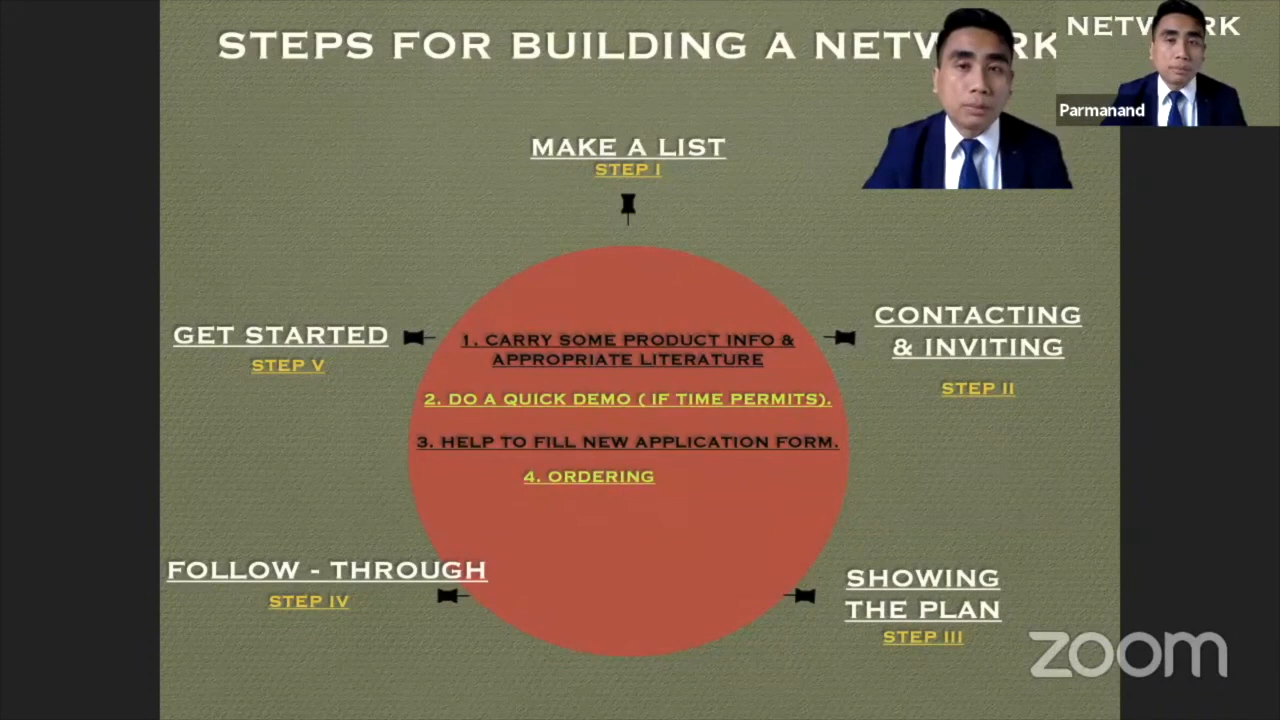 STEPS FOR BUILDING A NETW RK
NETW RK
Parmanand
MAKE A LIST
STEP I
GET STARTED
STEP V
1. CARRY SOME PRODUCT INFO &
APPROPRIATE LITERATURE
2. DO A QUICK DEMO ( IF TIME PERMITS).
3. HELP TO FILL NEW APPLICATION FORM.
4. ORDERING
CONTACTING
& INVITING
STEP II
FOLLOW - THROUGH
STEP IV
SHOWING
THE PLAN
STEP III
zoom